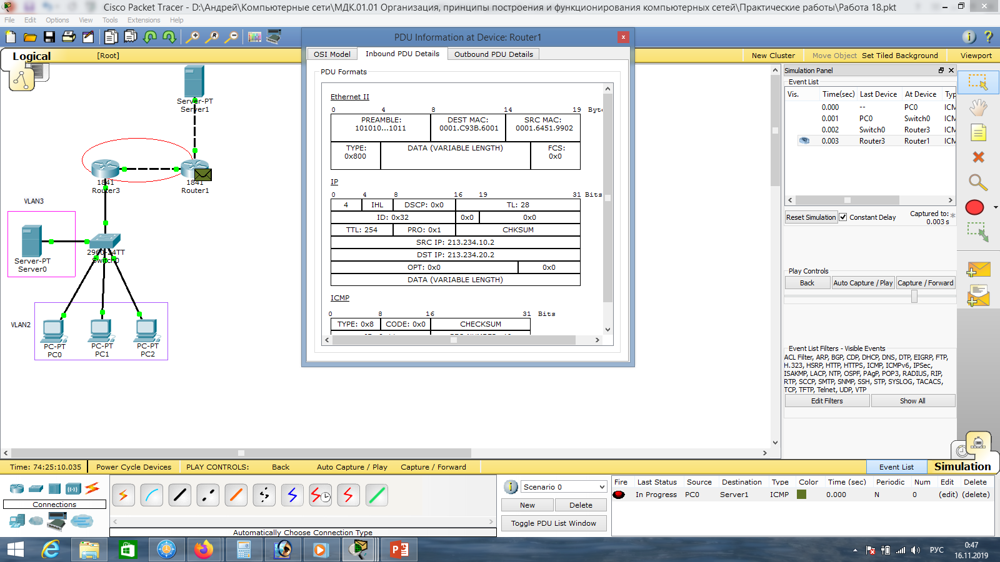 Cisco Packet Tracer - D:\Андрей\Компьютерные сети\МДК.01.01 Организация, принципы построения и функционирования компьютерных сетей\Практические работы\Работа 18.pkt
File Edit Options View Tools Extensions Help
PDU Information at Device: Router1
Logical
[Root]
New Cluster
Move Object
Set Tiled Background
Viewport
OSI Model
Inbound PDU Details
Outbound PDU Details
PDU Formats
Ethernet II
0 4 8 14 19 Byte
PREAMBLE:
101010...1011
DEST MAC:
0001.C93B.6001
SRC MAC:
0001.6451.9902
TYPE:
0x800
DATA (VARIABLE LENGTH)
FCS:
0x0
IP
0 4 8 16 19 31 Bits
4 IHL DSCP: 0x0 TL: 28
ID: 0x32 0x0 0x0
TTL: 254 PRO: 0x1 CHKSUM
SRC IP: 213.234.10.2
DST IP: 213.234.20.2
OPT: 0x0 0x0
DATA (VARIABLE LENGTH)
ICMP
0 8 16 31 Bits
TYPE: 0x8 CODE: 0x0 CHECKSUM
Server-PT
Server1
1841
Router3
1841
Router1
VLAN3
Server-PT
Server0
2960-24TT
Switch0
VLAN2
PC-PT
PC0
PC-PT
PC1
PC-PT
PC2
Simulation Panel
Event List
Vis. Time(sec) Last Device At Device Typ
0.000 -- PC0 ICM
0.001 PC0 Switch0 ICM
0.002 Switch0 Router3 ICM
0.003 Router3 Router1 ICM
Reset Simulation
Constant Delay
Captured to:
0.003 s
Play Controls
Back
Auto Capture / Play
Capture / Forward
Event List Filters - Visible Events
ACL Filter, ARP, BGP, CDP, DHCP, DNS, DTP, EIGRP, FTP,
H.323, HSRP, HTTP, HTTPS, ICMP, ICMPv6, IPSec,
ISAKMP, LACP, NTP, OSPF, PAgP, POP3, RADIUS, RIP,
RTP, SCCP, SMTP, SNMP, SSH, STP, SYSLOG, TACACS,
TCP, TFTP, Telnet, UDP, VTP
Edit Filters
Show All
Time: 74:25:10.035
Power Cycle Devices
PLAY CONTROLS:
Back
Auto Capture / Play
Capture / Forward
Event List
Simulation
Connections
Automatically Choose Connection Type
Scenario 0
New
Delete
Toggle PDU List Window
Fire Last Status Source Destination Type Color Time (sec) Periodic Num Edit Delete
In Progress PC0 Server1 ICMP 0.000 N 0 (edit) (delete)
РУС
0:47
16.11.2019